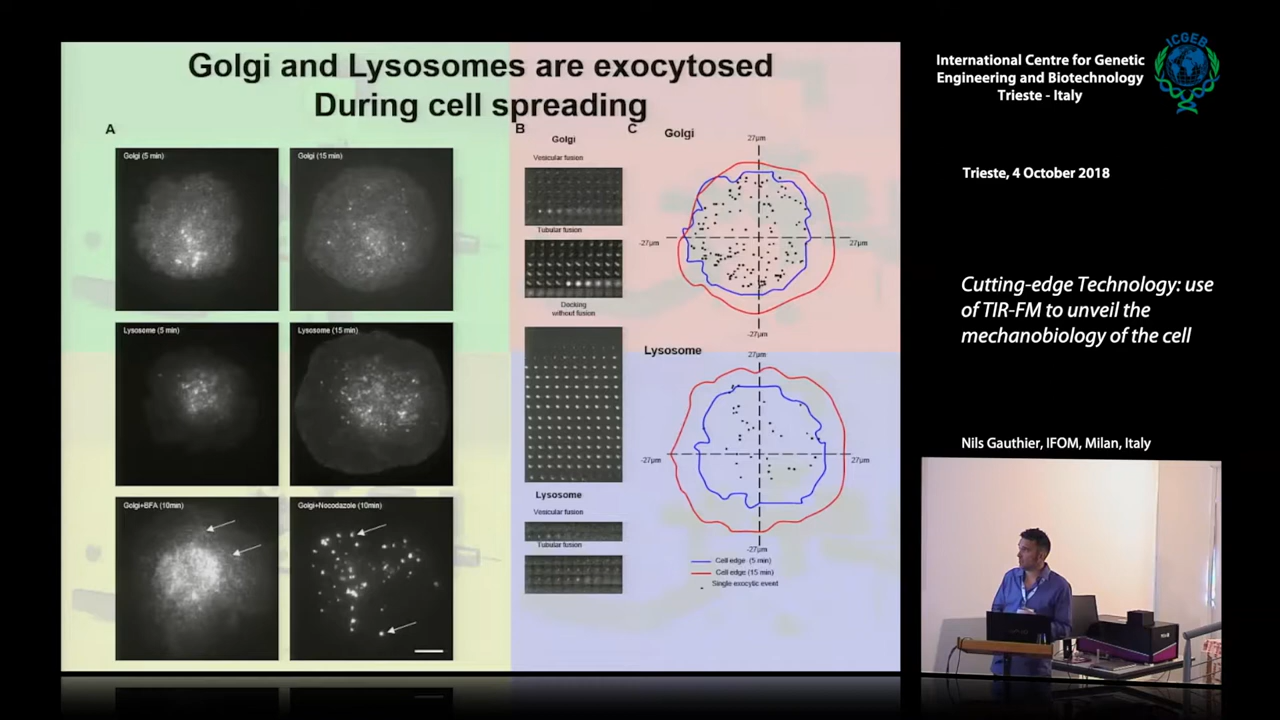 Golgi and Lysosomes are exocytosed
During cell spreading
A
Golgi (5 min)
Golgi (15 min)
Lysosome (5 min)
Lysosome (15 min)
Golgi+BFA (10min)
Golgi+Nocodazole (10min)
B
Golgi
Vesicular fusion
Tubular fusion
Docking
without fusion
Lysosome
Vesicular fusion
Tubular fusion
C
Golgi
27µm
-27µm
27µm
-27µm
Lysosome
27µm
-27µm
27µm
-27µm
Cell edge (5 min)
Cell edge (15 min)
Single exocytic event
International Centre for Genetic
Engineering and Biotechnology
Trieste - Italy
ICGEB
Trieste, 4 October 2018
Cutting-edge Technology: use
of TIR-FM to unveil the
mechanobiology of the cell
Nils Gauthier, IFOM, Milan, Italy